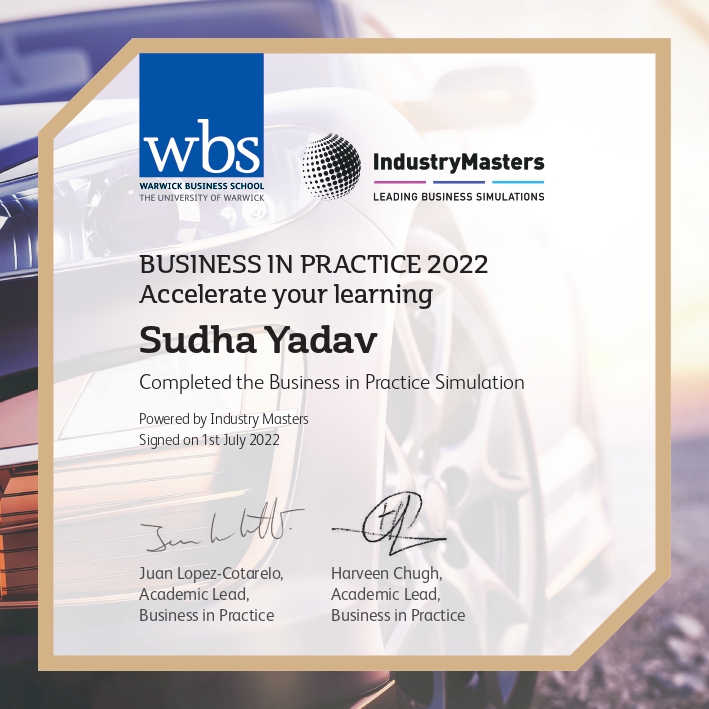 wbs
WARWICK BUSINESS SCHOOL
THE UNIVERSITY OF WARWICK
IndustryMasters
LEADING BUSINESS SIMULATIONS
BUSINESS IN PRACTICE 2022
Accelerate your learning
Sudha Yadav
Completed the Business in Practice Simulation
Powered by Industry Masters
Signed on 1st July 2022
Juan Lopez-Cotarelo,
Academic Lead,
Business in Practice
Harveen Chugh,
Academic Lead,
Business in Practice